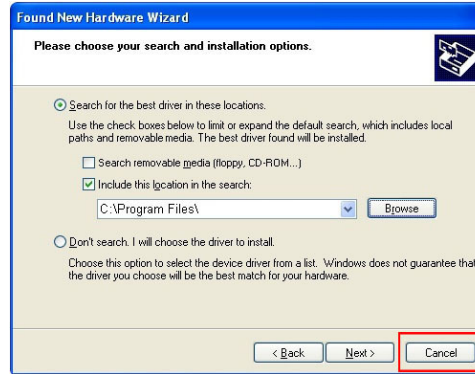 Found New Hardware Wizard
Please choose your search and installation options.
Search for the best driver in these locations.
Use the check boxes below to limit or expand the default search, which includes local
paths and removable media. The best driver found will be installed.
Search removable media (floppy, CD-ROM...)
Include this location in the search:
C:\Program Files\
Browse
Don't search. I will choose the driver to install.
Choose this option to select the device driver from a list. Windows does not guarantee that
the driver you choose will be the best match for your hardware.
< Back
Next >
Cancel